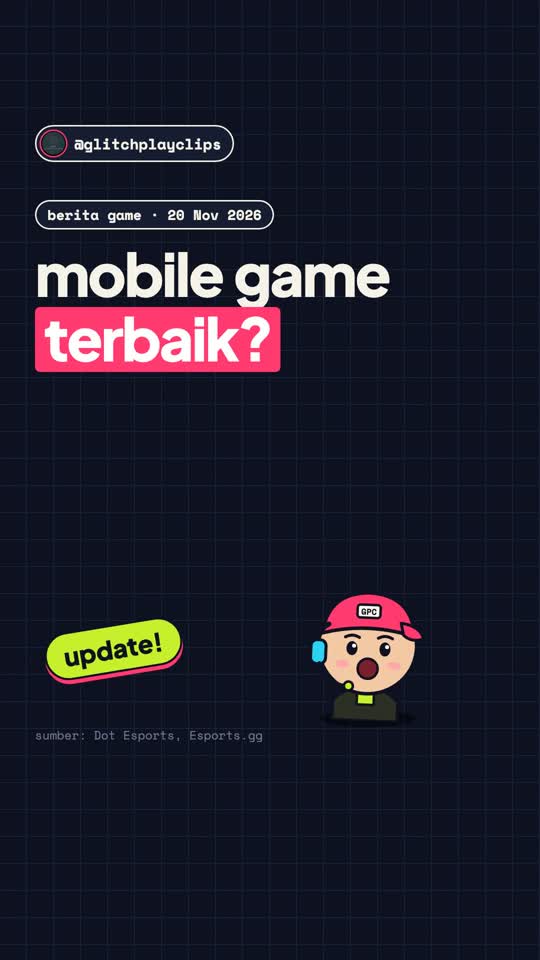 @glitchplayclips
berita game · 20 Nov 2026
mobile game
terbaik?
GPC
update!
sumber: Dot Esports, Esports.gg